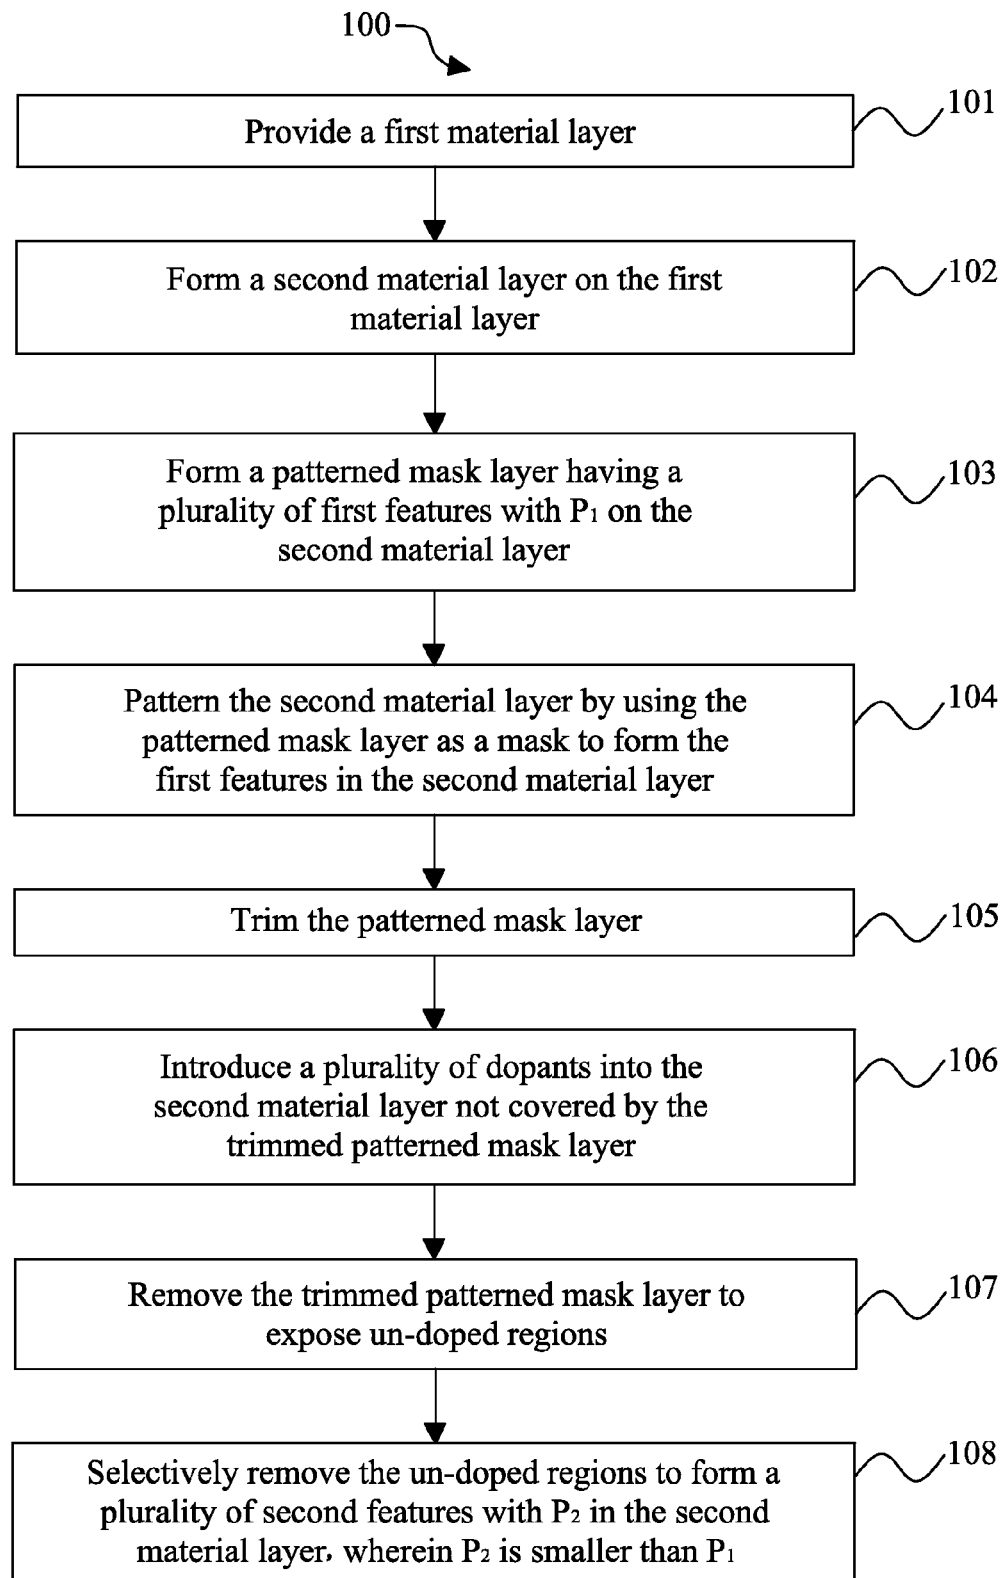 100
Provide a first material layer
101
Form a second material layer on the first
material layer
102
Form a patterned mask layer having a
plurality of first features with P₁ on the
second material layer
103
Pattern the second material layer by using the
patterned mask layer as a mask to form the
first features in the second material layer
104
Trim the patterned mask layer
105
Introduce a plurality of dopants into the
second material layer not covered by the
trimmed patterned mask layer
106
Remove the trimmed patterned mask layer to
expose un-doped regions
107
Selectively remove the un-doped regions to form a
plurality of second features with P₂ in the second
material layer, wherein P₂ is smaller than P₁
108